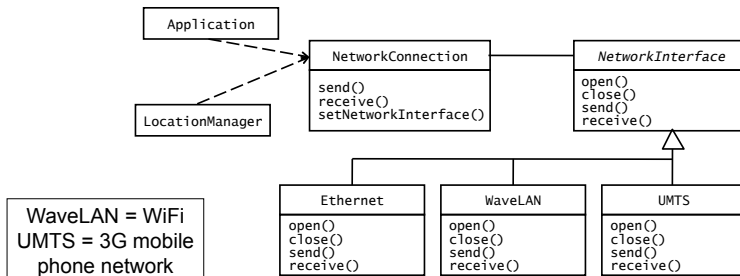 Application
LocationManager
NetworkConnection
send()
receive()
setNetworkInterface()
NetworkInterface
open()
close()
send()
receive()
Ethernet
open()
close()
send()
receive()
WaveLAN
open()
close()
send()
receive()
UMTS
open()
close()
send()
receive()
WaveLAN = WiFi
UMTS = 3G mobile
phone network